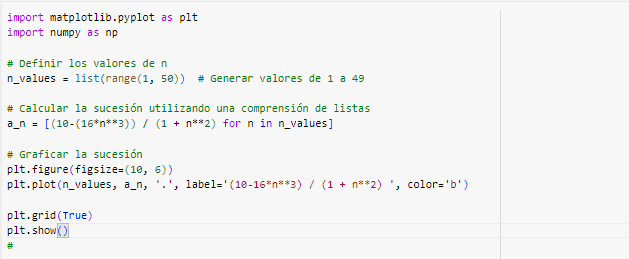 import matplotlib.pyplot as plt
import numpy as np
# Definir los valores de n
n_values = list(range(1, 50))  # Generar valores de 1 a 49
# Calcular la sucesión utilizando una comprensión de listas
a_n = [(10-(16*n**3)) / (1 + n**2) for n in n_values]
# Graficar la sucesión
plt.figure(figsize=(10, 6))
plt.plot(n_values, a_n, '.', label='(10-16*n**3) / (1 + n**2) ', color='b')
plt.grid(True)
plt.show()
#